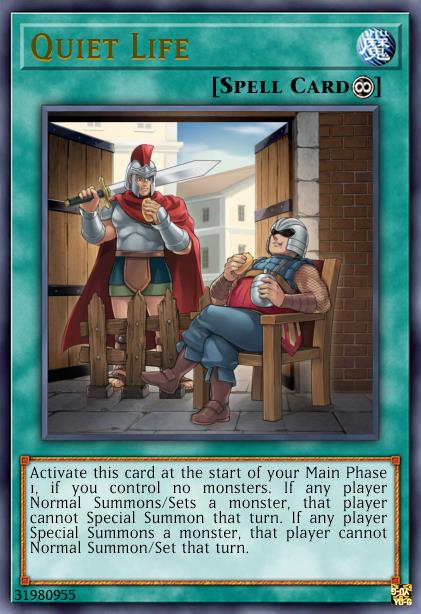 Quiet Life
魔
[Spell Card]
Activate this card at the start of your Main Phase
1, if you control no monsters. If any player
Normal Summons/Sets a monster, that player
cannot Special Summon that turn. If any player
Special Summons a monster, that player cannot
Normal Summon/Set that turn.
31980955